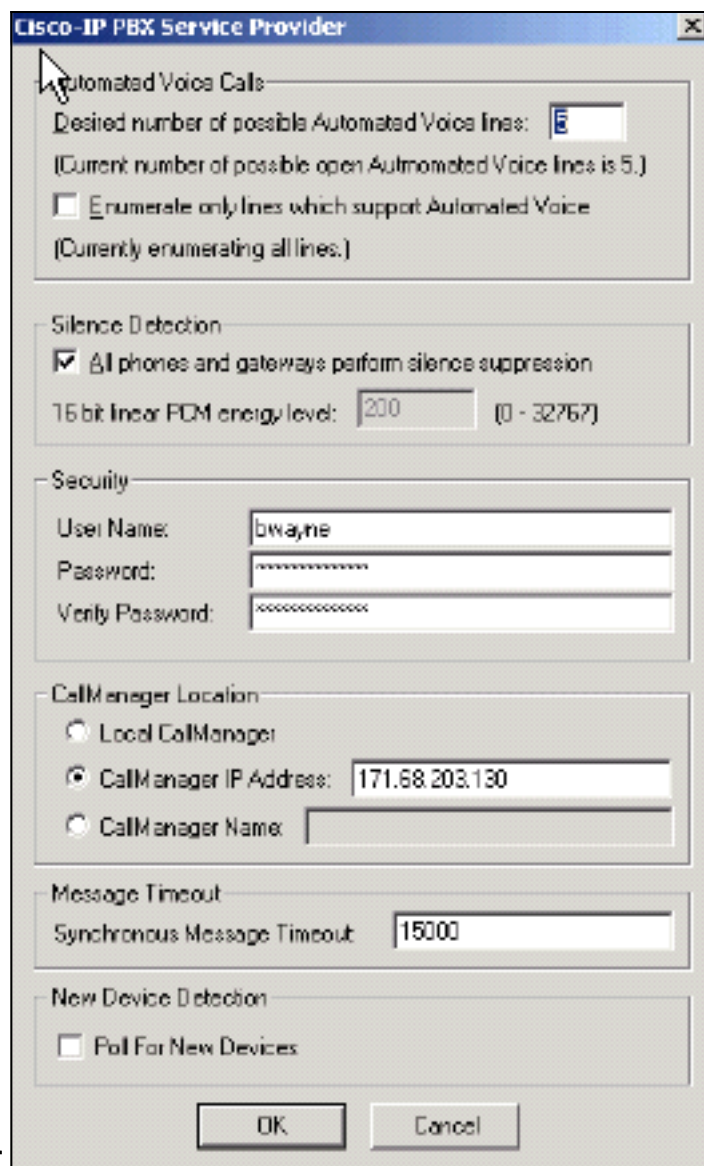 Cisco-IP PBX Service Provider
Automated Voice Calls
Desired number of possible Automated Voice lines: 5
(Current number of possible open Autmomated Voice lines is 5.)
Enumerate only lines which support Automated Voice
(Currently enumerating all lines.)
Silence Detection
All phones and gateways perform silence suppression
16 bit linear PCM energy level: 200 (0 - 32767)
Security
User Name: bwayne
Password: **************
Verify Password: **************
CallManager Location
Local CallManager
CallManager IP Address: 171.68.203.130
CallManager Name:
Message Timeout
Synchronous Message Timeout 15000
New Device Detection
Poll For New Devices
OK Cancel